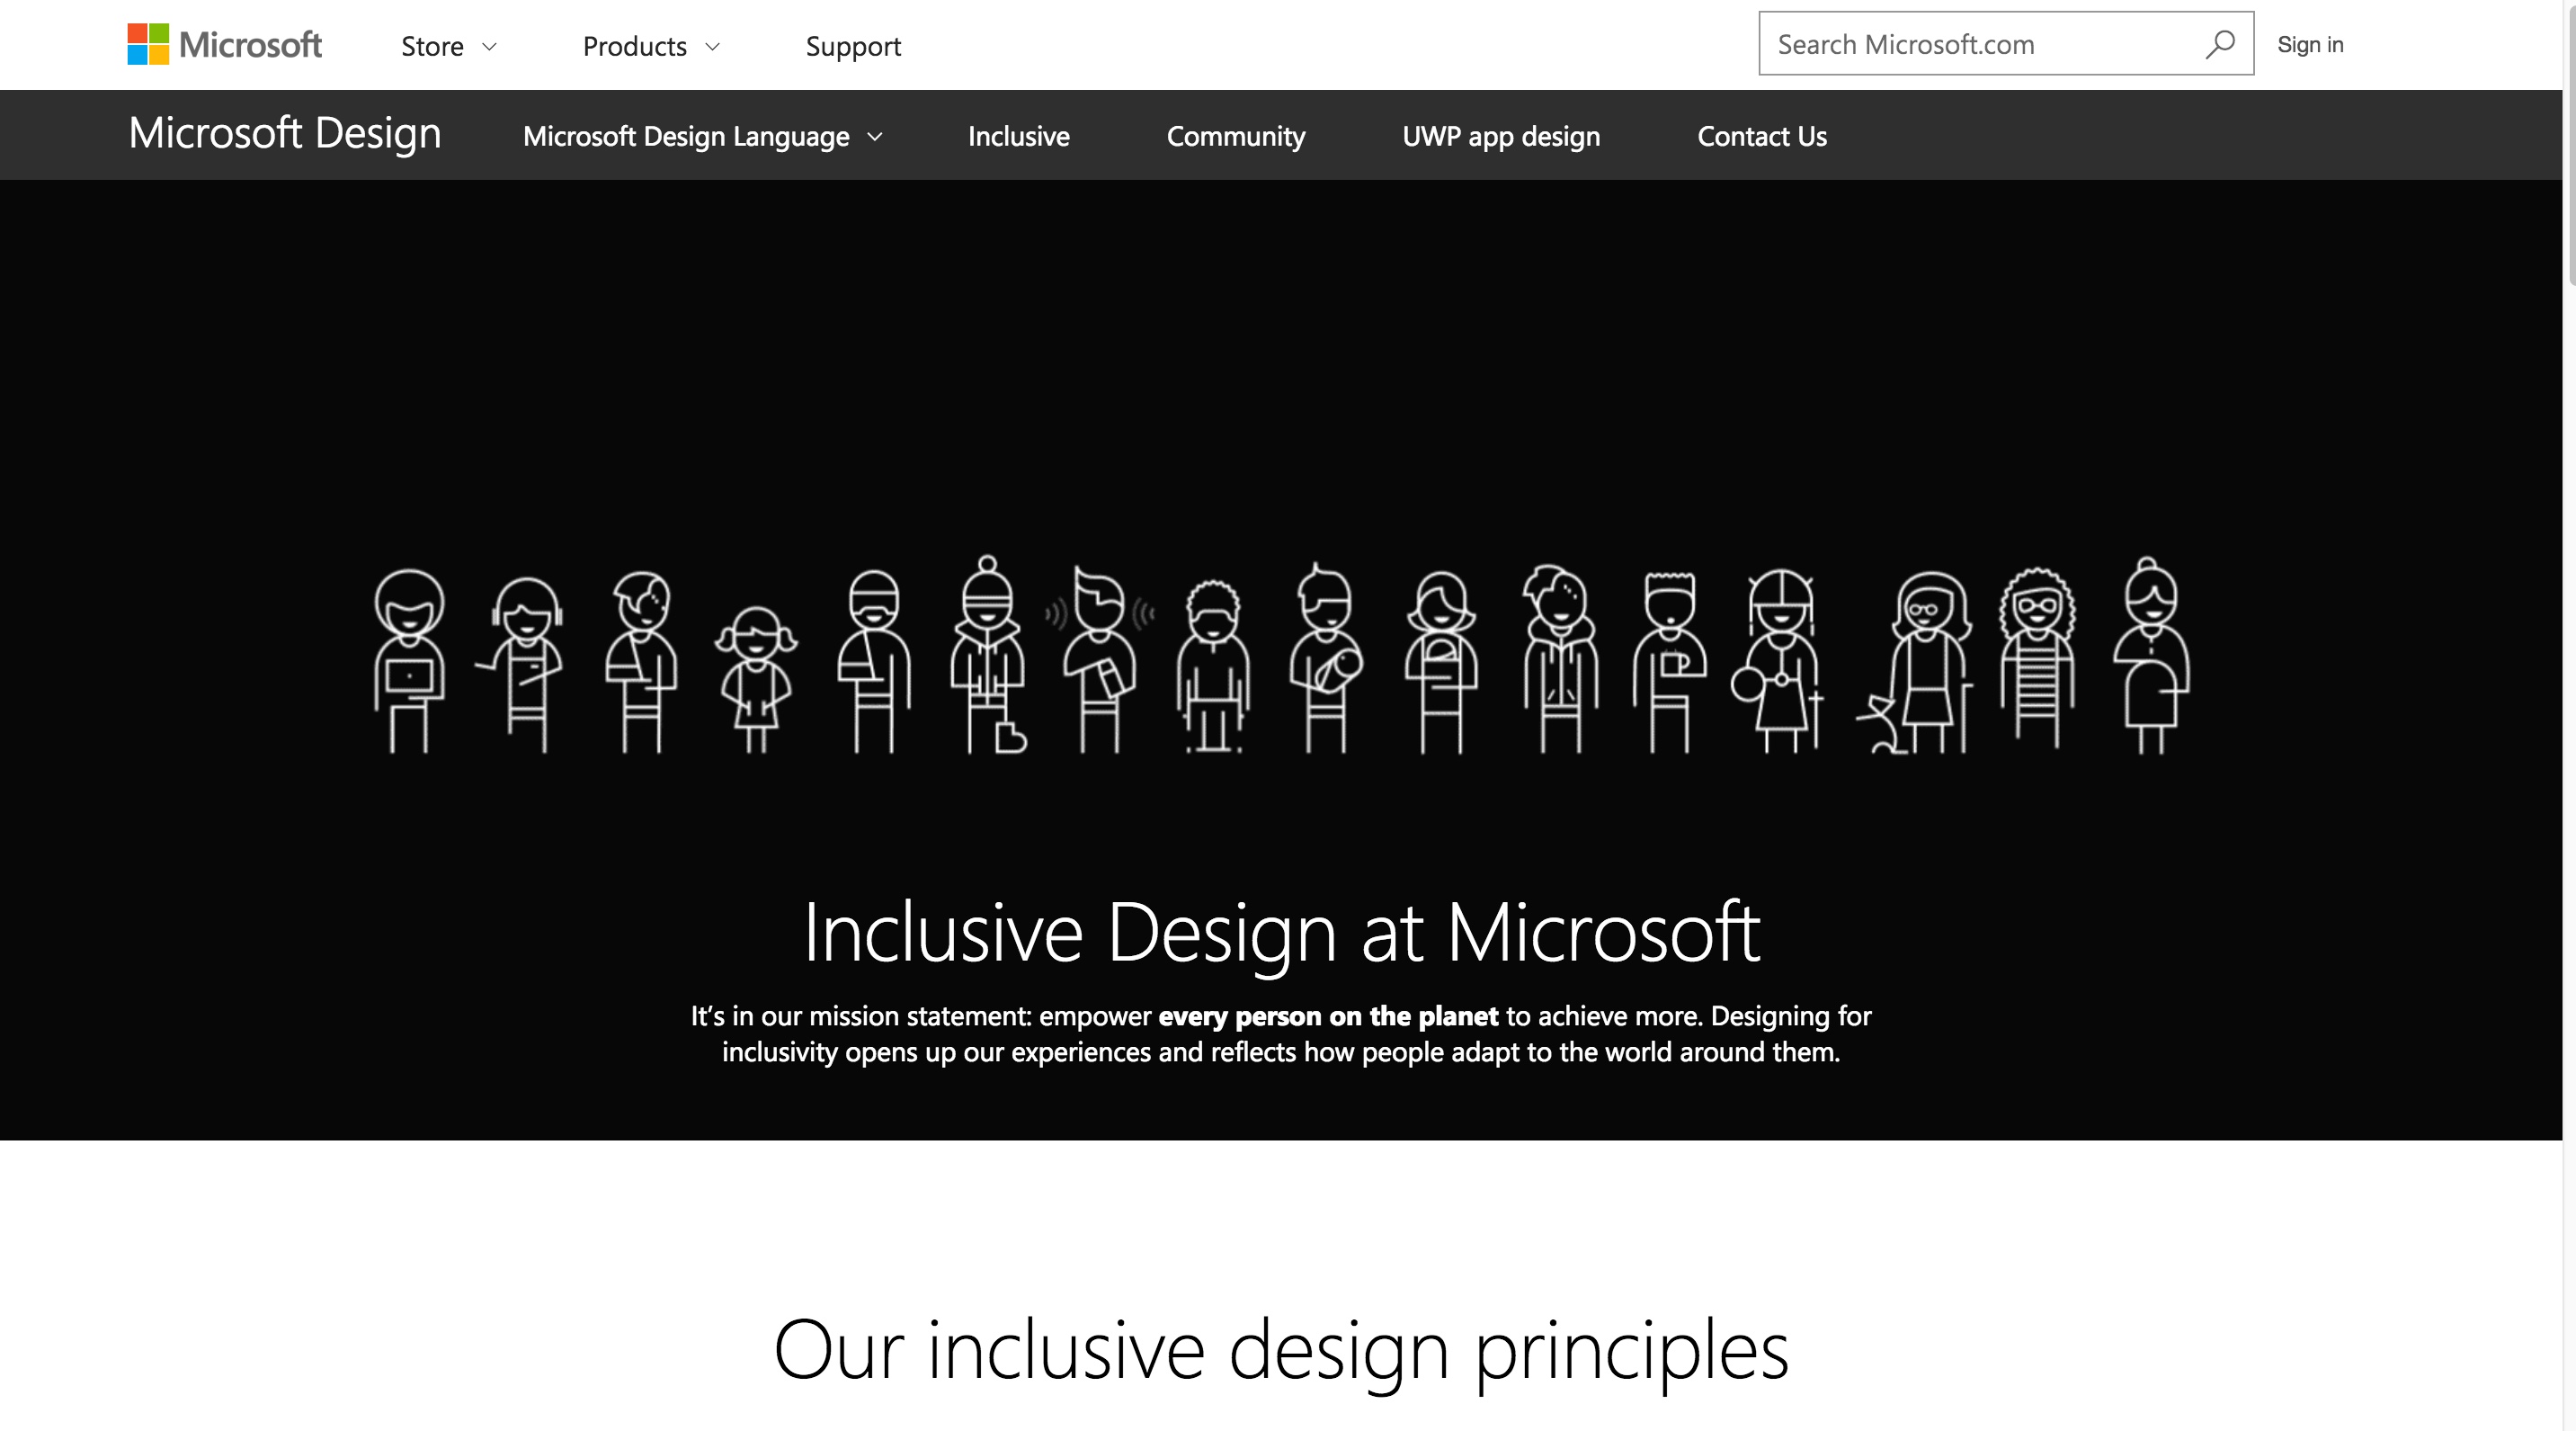 Microsoft
Store
Products
Support
Search Microsoft.com
Sign in
Microsoft Design
Microsoft Design Language
Inclusive
Community
UWP app design
Contact Us
Inclusive Design at Microsoft
It’s in our mission statement: empower every person on the planet to achieve more. Designing for
inclusivity opens up our experiences and reflects how people adapt to the world around them.
Our inclusive design principles